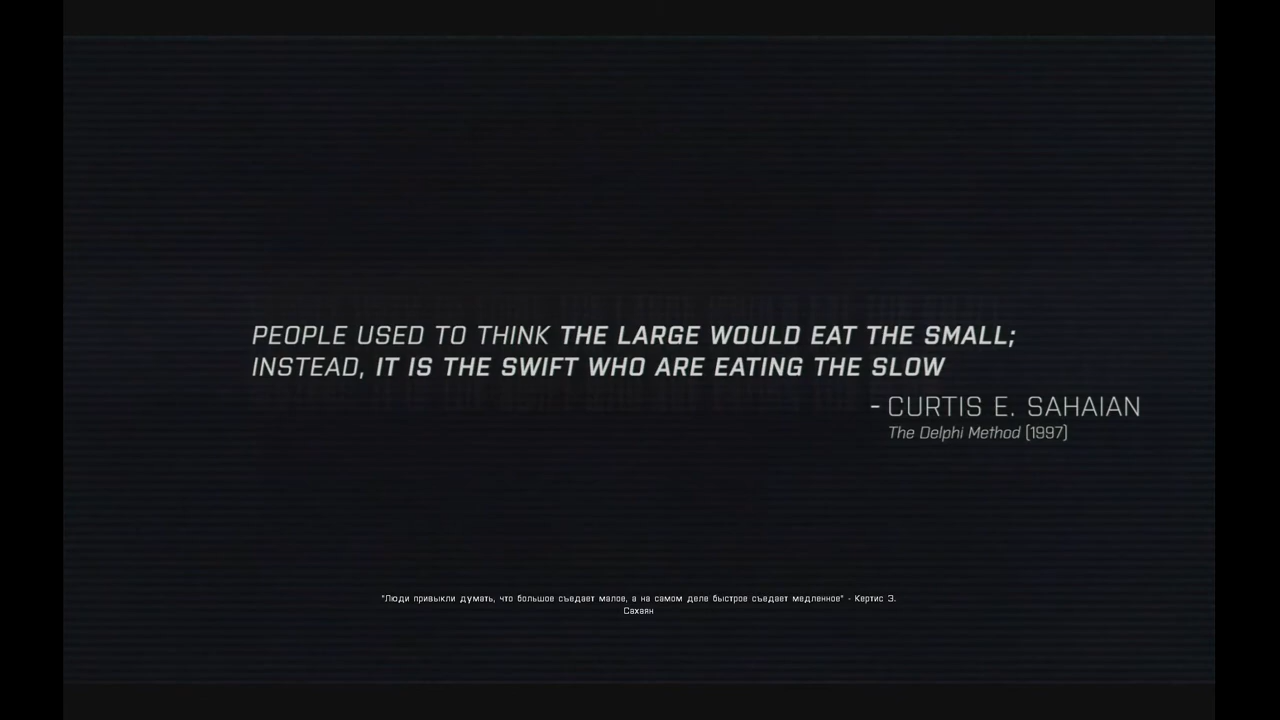 PEOPLE USED TO THINK THE LARGE WOULD EAT THE SMALL;
INSTEAD, IT IS THE SWIFT WHO ARE EATING THE SLOW
- CURTIS E. SAHAIAN
The Delphi Method (1997)
"Люди привыкли думать, что большое съедает малое, а на самом деле быстрое съедает медленное" - Кертис Э.
Сахаян